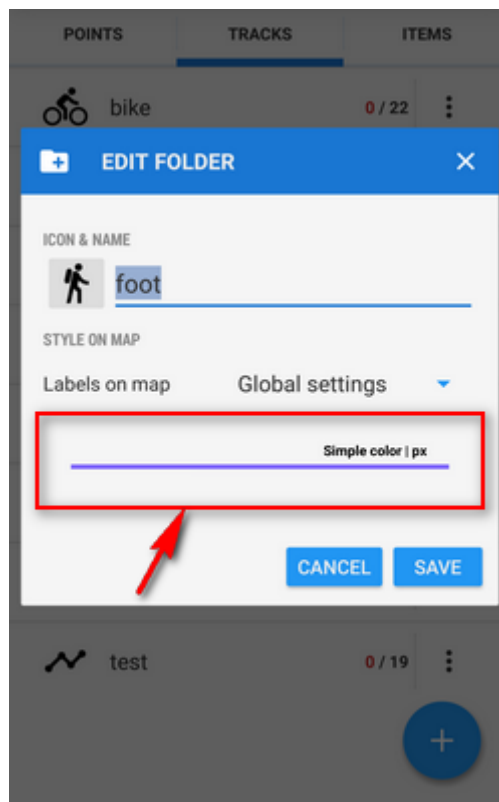 POINTS TRACKS ITEMS
bike 0 / 22
EDIT FOLDER
ICON & NAME
foot
STYLE ON MAP
Labels on map Global settings
Simple color | px
CANCEL SAVE
test 0 / 19